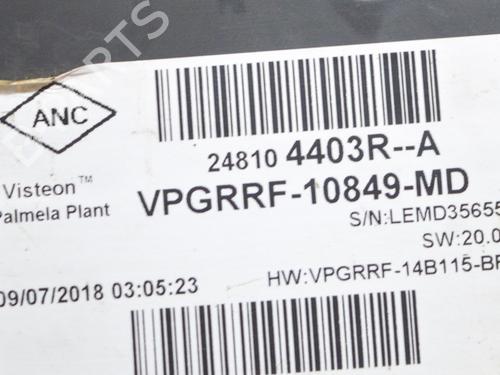 ANC
24810 4403R--A
Visteon™
Palmela Plant
VPGRRF-10849-MD
S/N:LEMD35655
SW:20.0
HW:VPGRRF-14B115-BF
09/07/2018 03:05:23